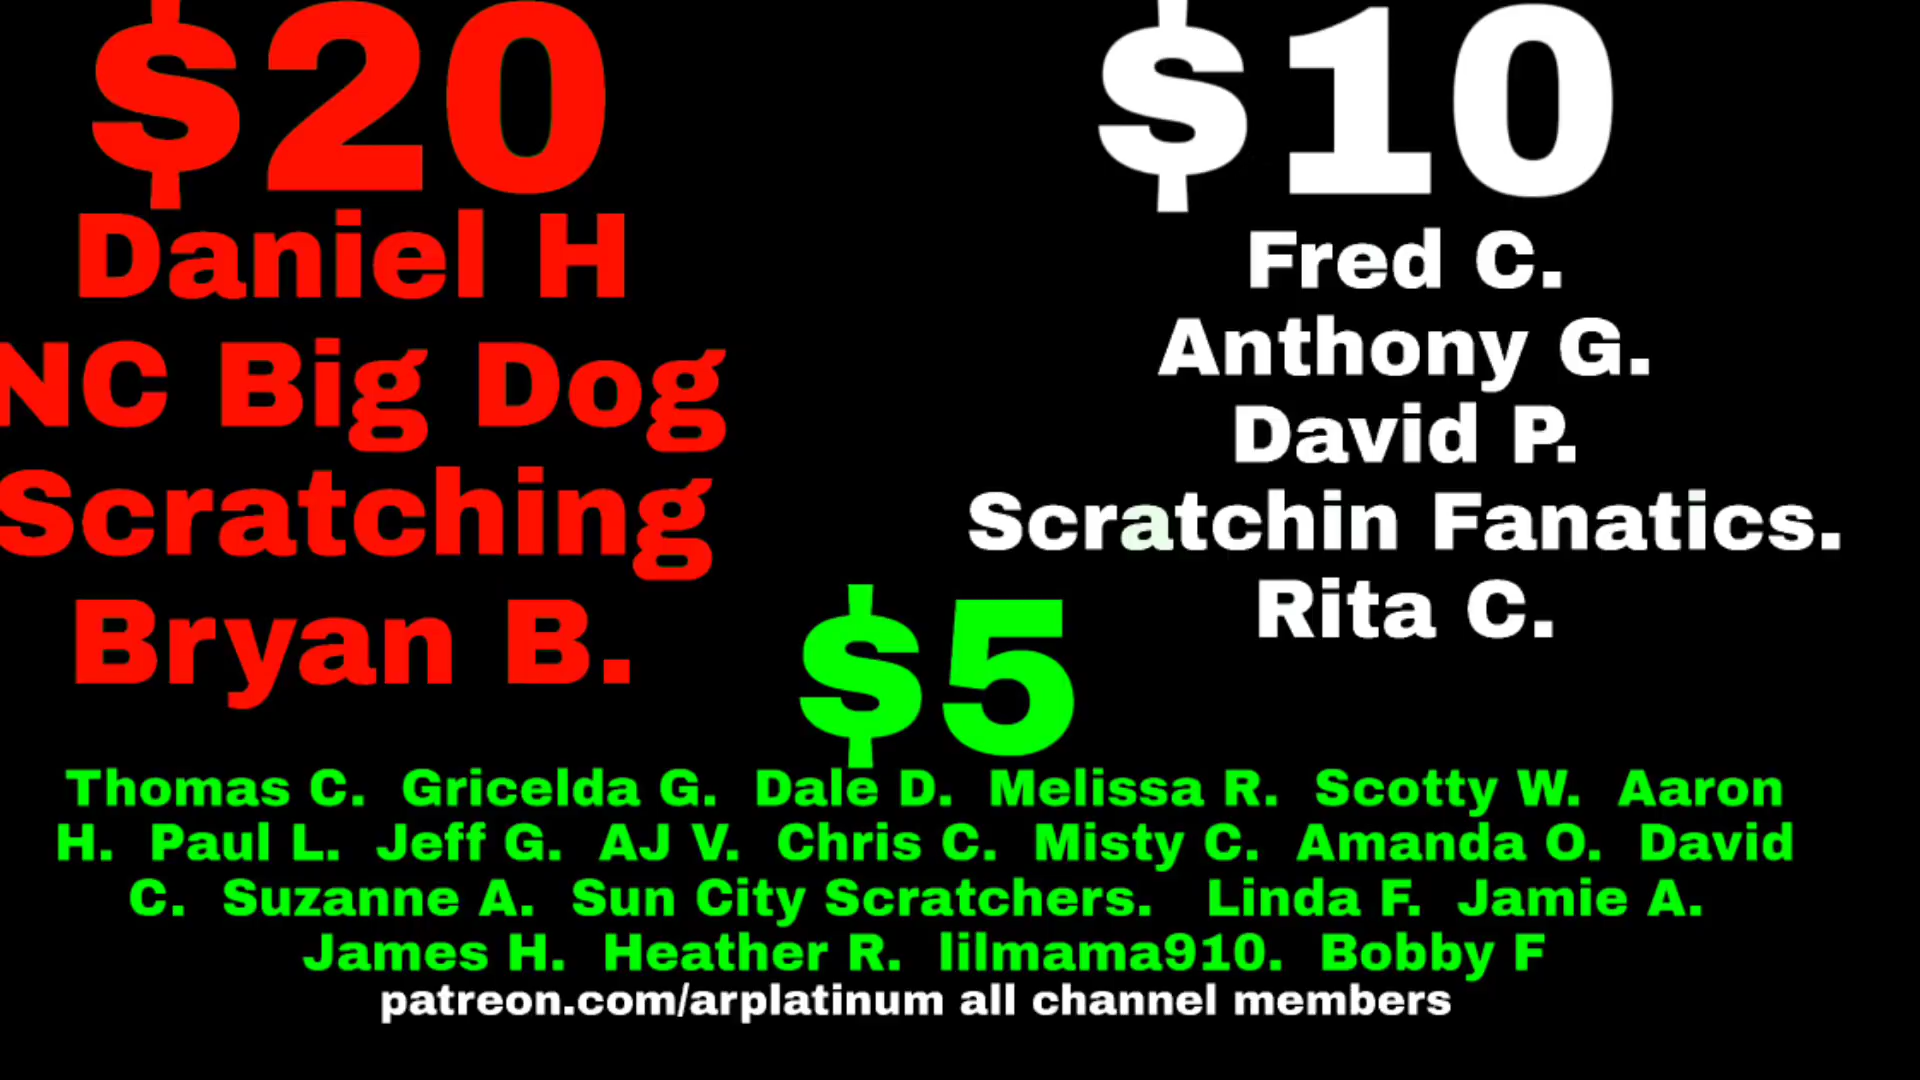 $20
Daniel H
NC Big Dog
Scratching
Bryan B.
$10
Fred C.
Anthony G.
David P.
Scratchin Fanatics.
Rita C.
$5
Thomas C. Gricelda G. Dale D. Melissa R. Scotty W. Aaron
H. Paul L. Jeff G. AJ V. Chris C. Misty C. Amanda O. David
C. Suzanne A. Sun City Scratchers. Linda F. Jamie A.
James H. Heather R. lilmama910. Bobby F
patreon.com/arplatinum all channel members